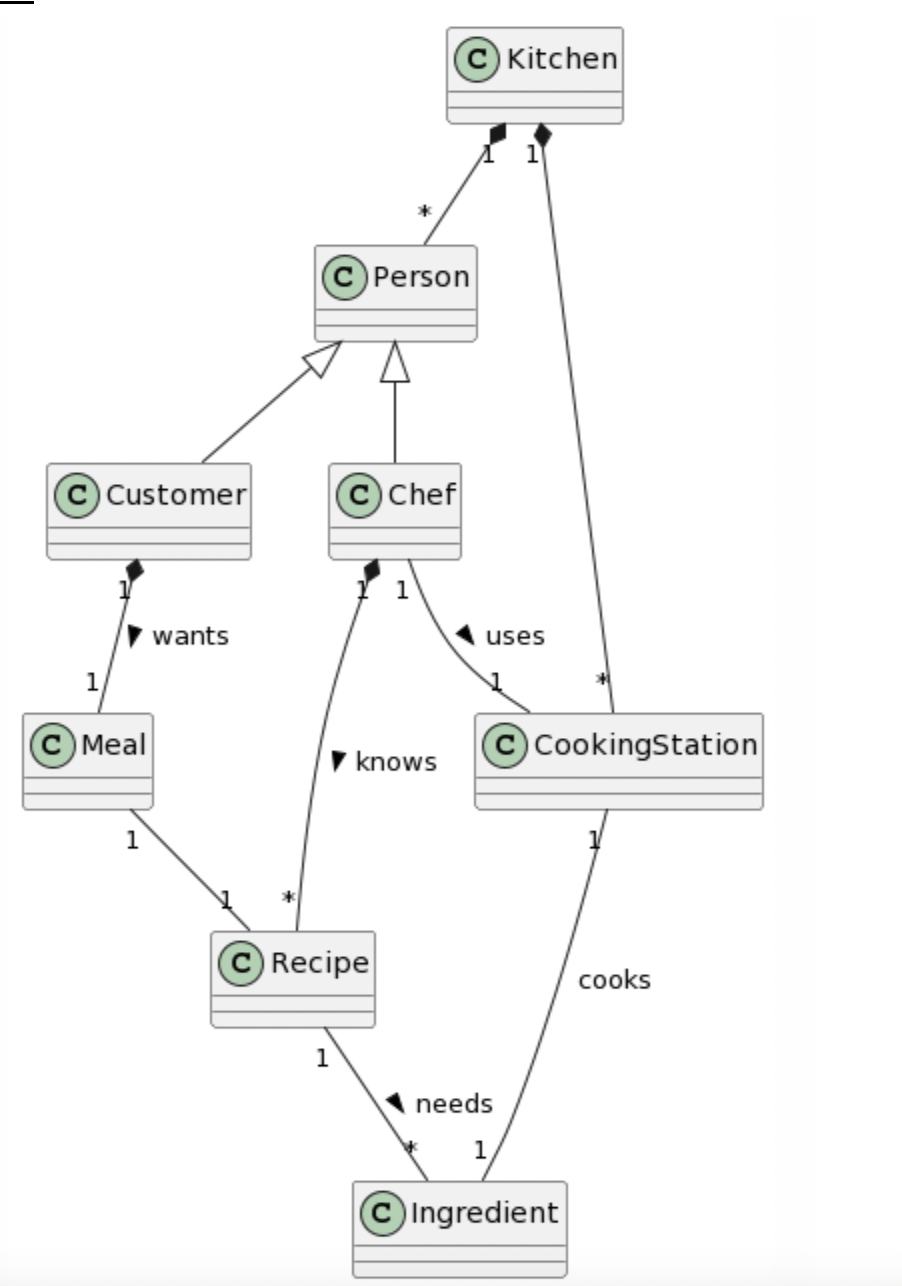 C Kitchen
1 1
*
C Person
C Customer
C Chef
1 1 1
wants
uses
1 1 *
C Meal
C CookingStation
knows
1 1
1 *
C Recipe
cooks
1
needs
* 1
C Ingredient